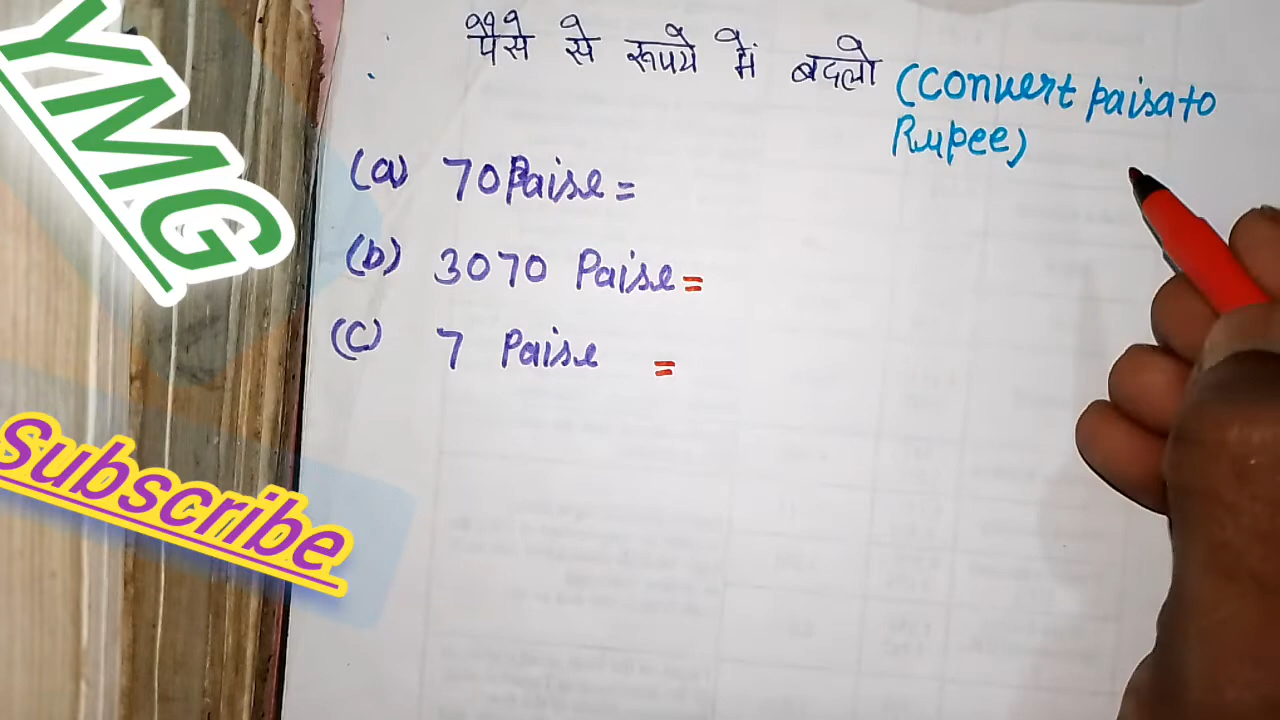 पैसे से रूपये में बदलो (Convert paisa to
Rupee)
(a) 70 Paise =
(b) 3070 Paise =
(C) 7 Paise =
YMG
Subscribe